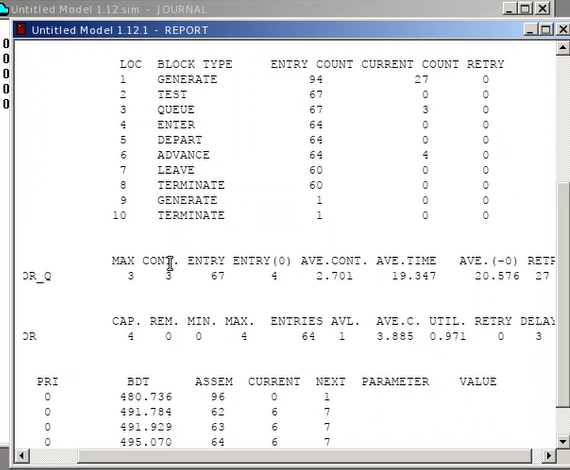 Untitled Model 1.12.sim - JOURNAL
Untitled Model 1.12.1 - REPORT
LOC BLOCK TYPE ENTRY COUNT CURRENT COUNT RETRY
1 GENERATE 94 27 0
2 TEST 67 0 0
3 QUEUE 67 3 0
4 ENTER 64 0 0
5 DEPART 64 0 0
6 ADVANCE 64 4 0
7 LEAVE 60 0 0
8 TERMINATE 60 0 0
9 GENERATE 1 0 0
10 TERMINATE 1 0 0
MAX CONT. ENTRY ENTRY(0) AVE.CONT. AVE.TIME AVE.(-0) RETR
OR_Q 3 3 67 4 2.701 19.347 20.576 27
CAP. REM. MIN. MAX. ENTRIES AVL. AVE.C. UTIL. RETRY DELAY
OR 4 0 0 4 64 1 3.885 0.971 0 3
PRI BDT ASSEM CURRENT NEXT PARAMETER VALUE
0 480.736 96 0 1
0 491.784 62 6 7
0 491.929 63 6 7
0 495.070 64 6 7